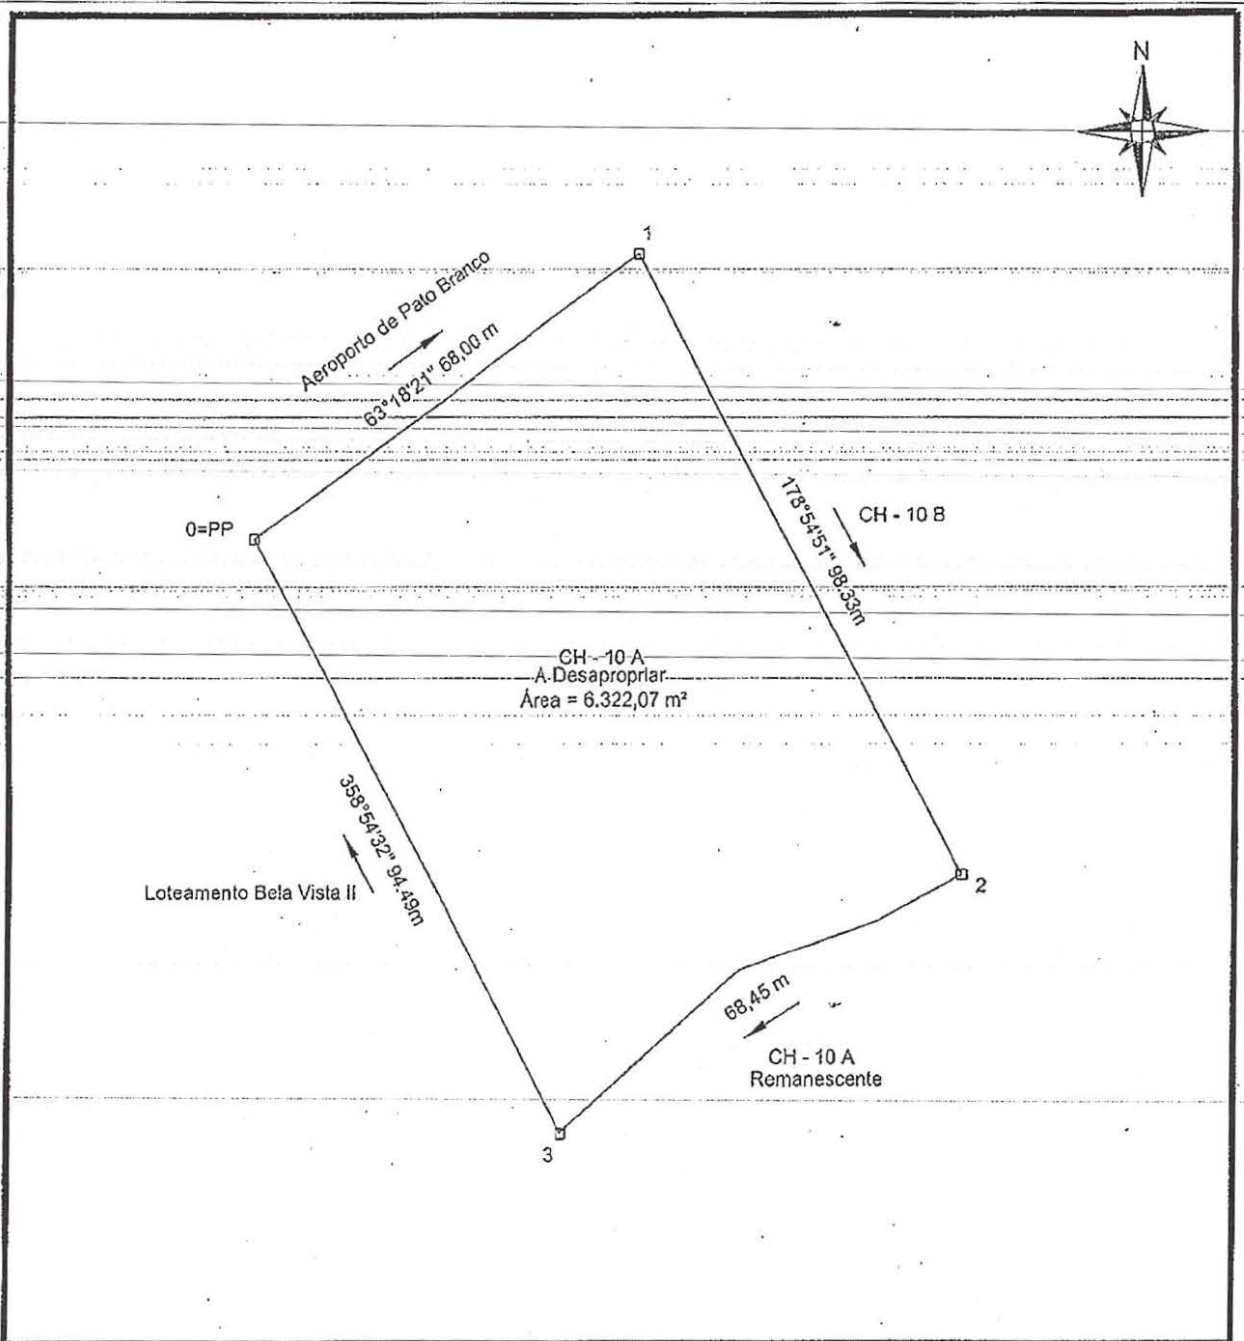 N
1
Aeroporto de Pato Branco
63°18'21" 68,00 m
0=PP
178°54'51" 98.33m
CH - 10 B
CH - 10 A
A Desapropriar
Área = 6.322,07 m²
358°54'32" 94.49m
Loteamento Bela Vista II
2
68,45 m
CH - 10 A
Remanescente
3